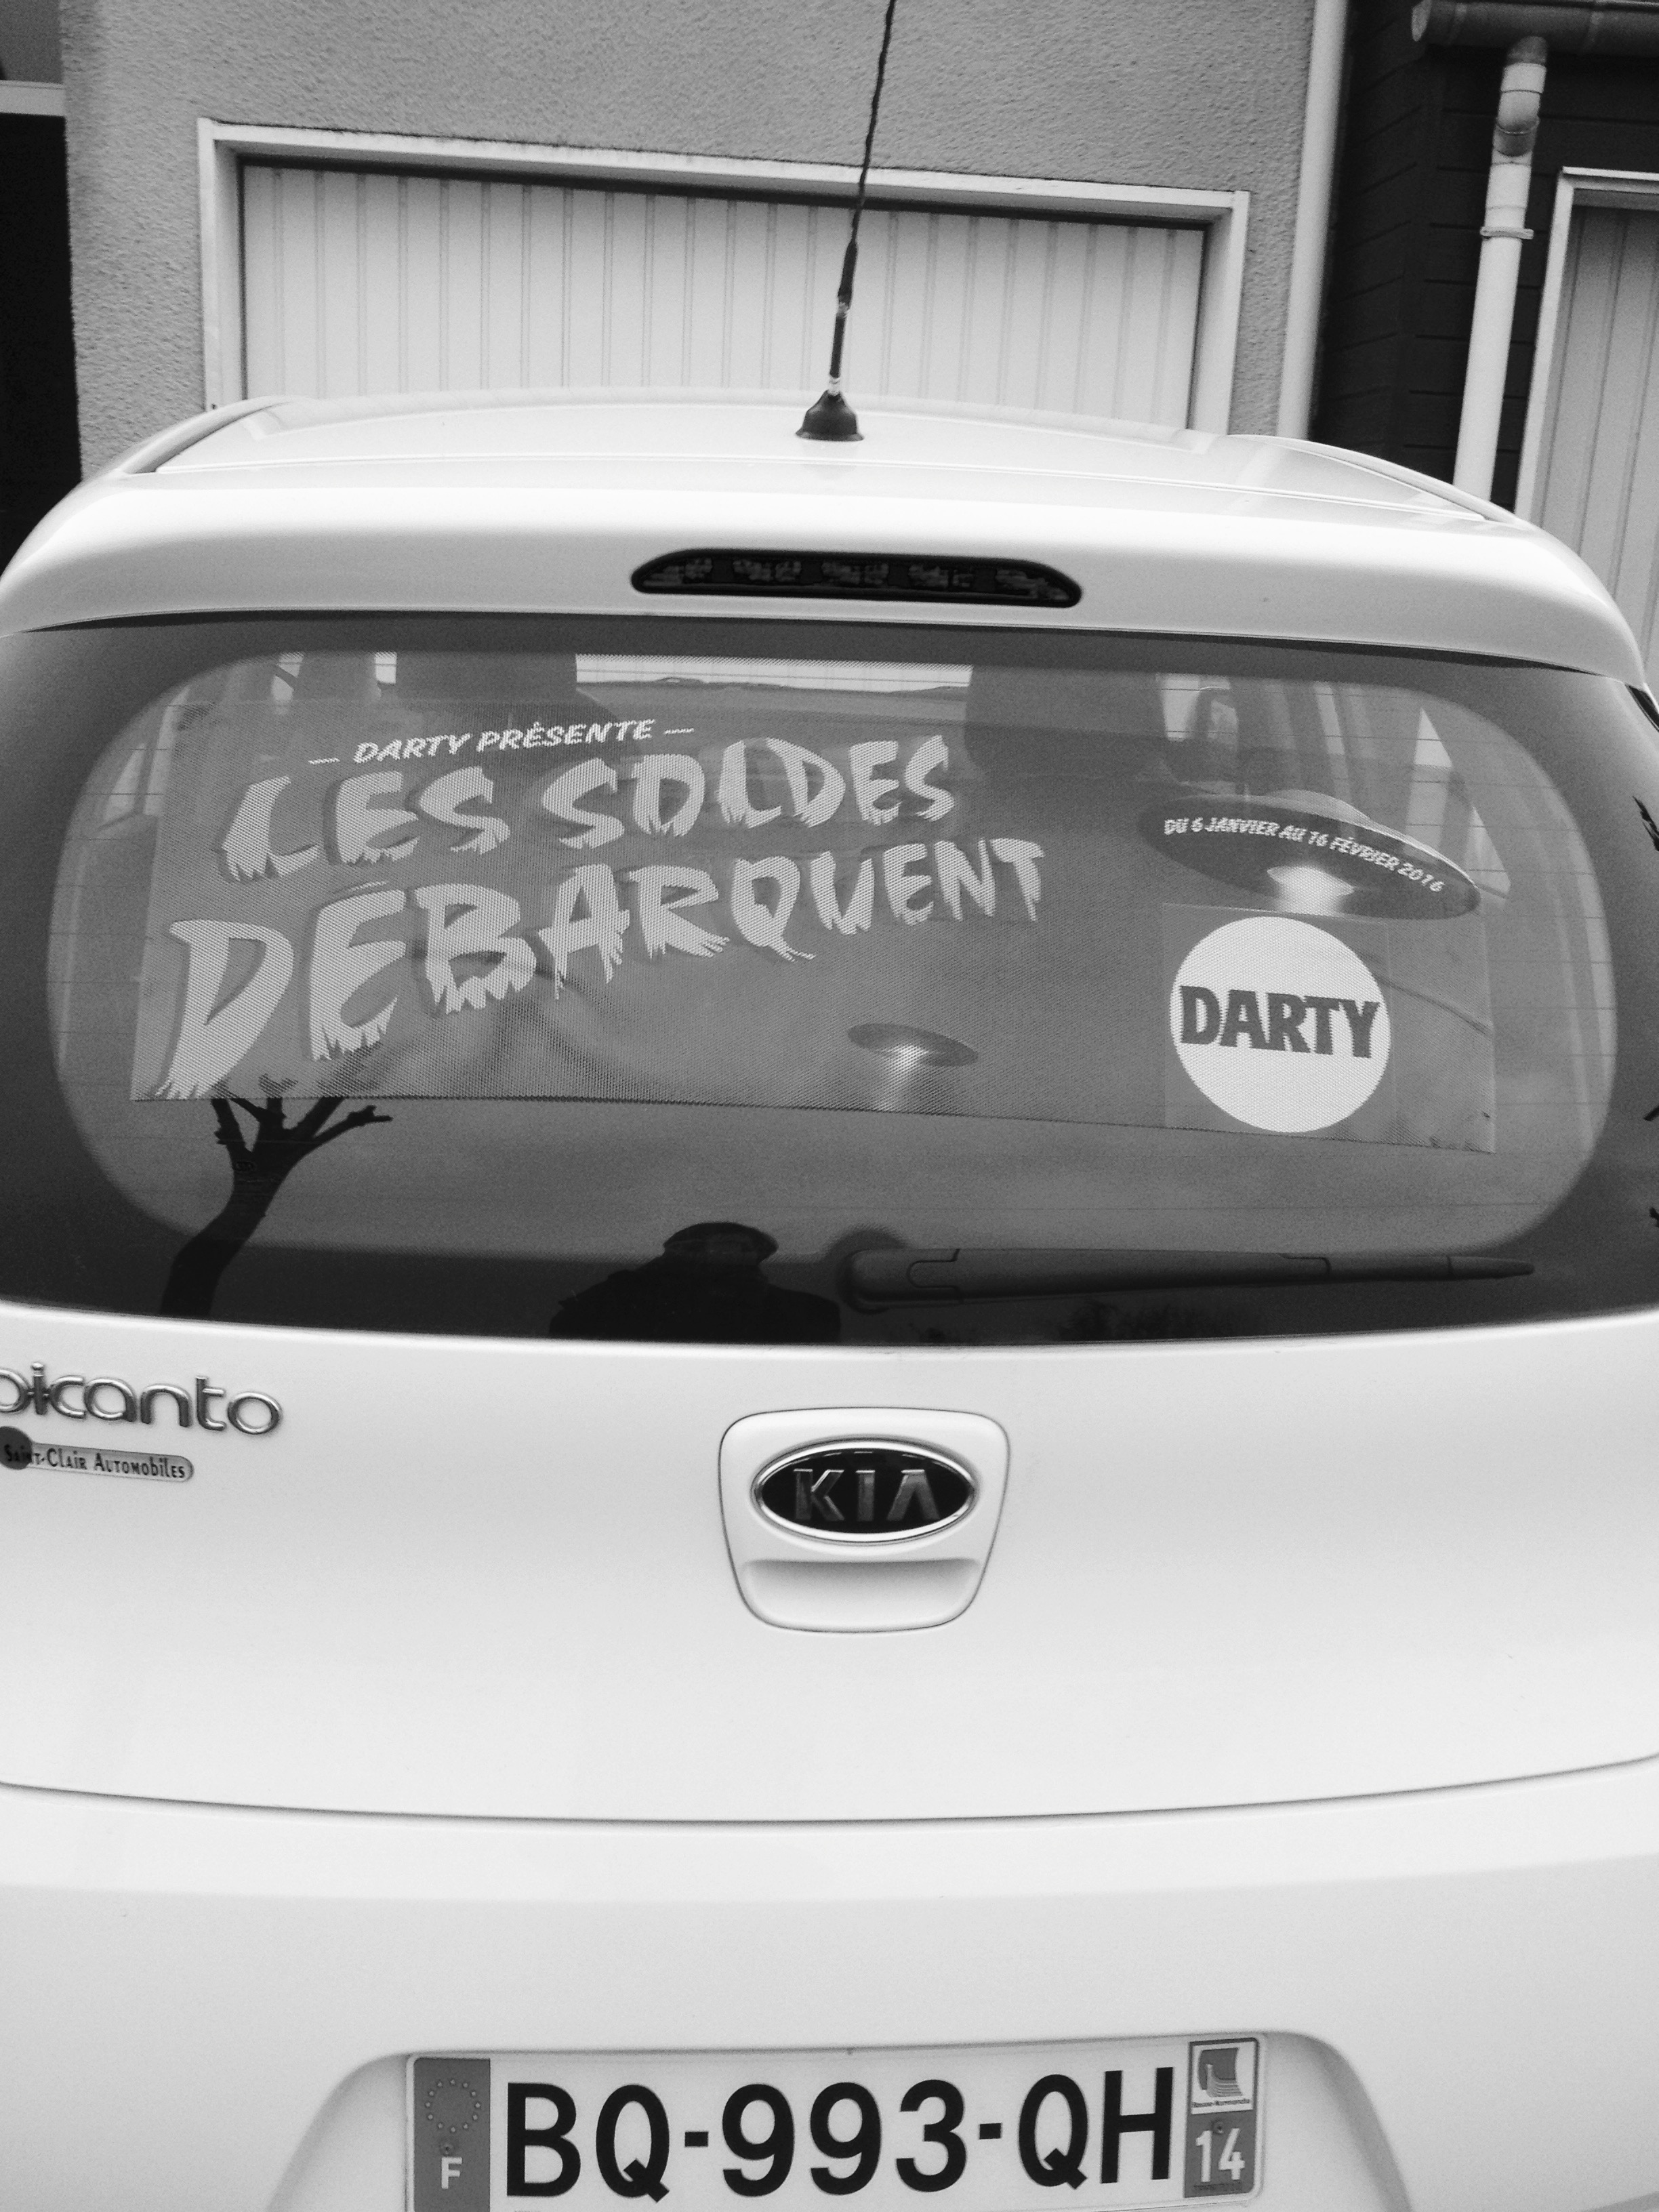 — DARTY PRÉSENTE —
LES SOLDES
DÉBARQUENT
DU 6 JANVIER AU 16 FÉVRIER 2016
DARTY
picanto
Saint-Clair Automobiles
KIA
F
BQ-993-QH
14